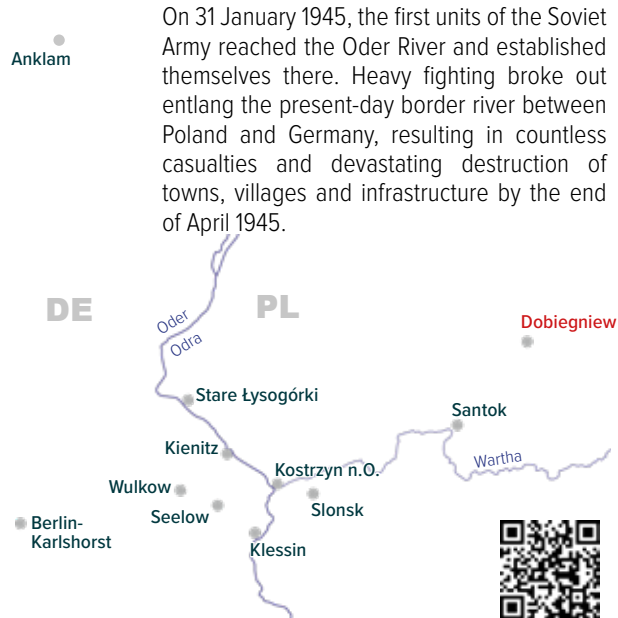 On 31 January 1945, the first units of the Soviet
Army reached the Oder River and established
themselves there. Heavy fighting broke out
entlang the present-day border river between
Poland and Germany, resulting in countless
casualties and devastating destruction of
towns, villages and infrastructure by the end
of April 1945.
Anklam
DE
PL
Oder
Odra
Dobiegniew
Stare Łysogórki
Santok
Kienitz
Wartha
Kostrzyn n.O.
Wulkow
Slonsk
Seelow
Berlin-
Karlshorst
Klessin